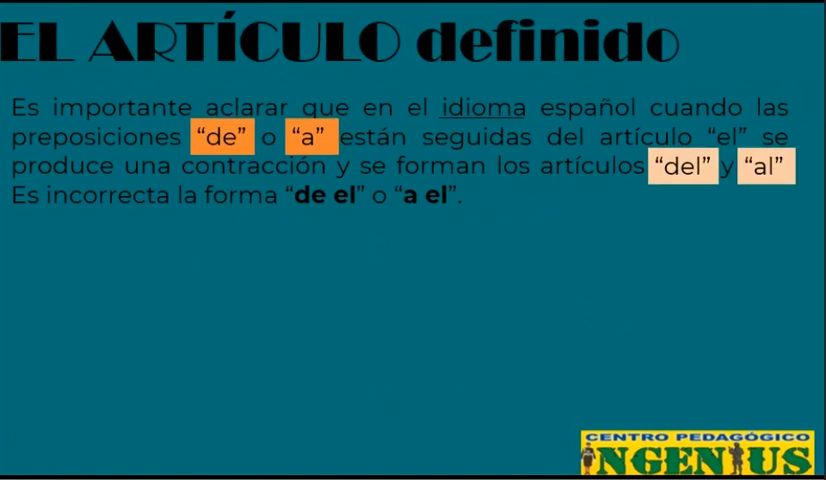 EL ARTÍCULO definido
Es importante aclarar que en el idioma español cuando las
preposiciones “de” o “a” están seguidas del artículo “el” se
produce una contracción y se forman los artículos “del” y “al”
Es incorrecta la forma “de el” o “a el”.
CENTRO PEDAGÓGICO
INGENIUS